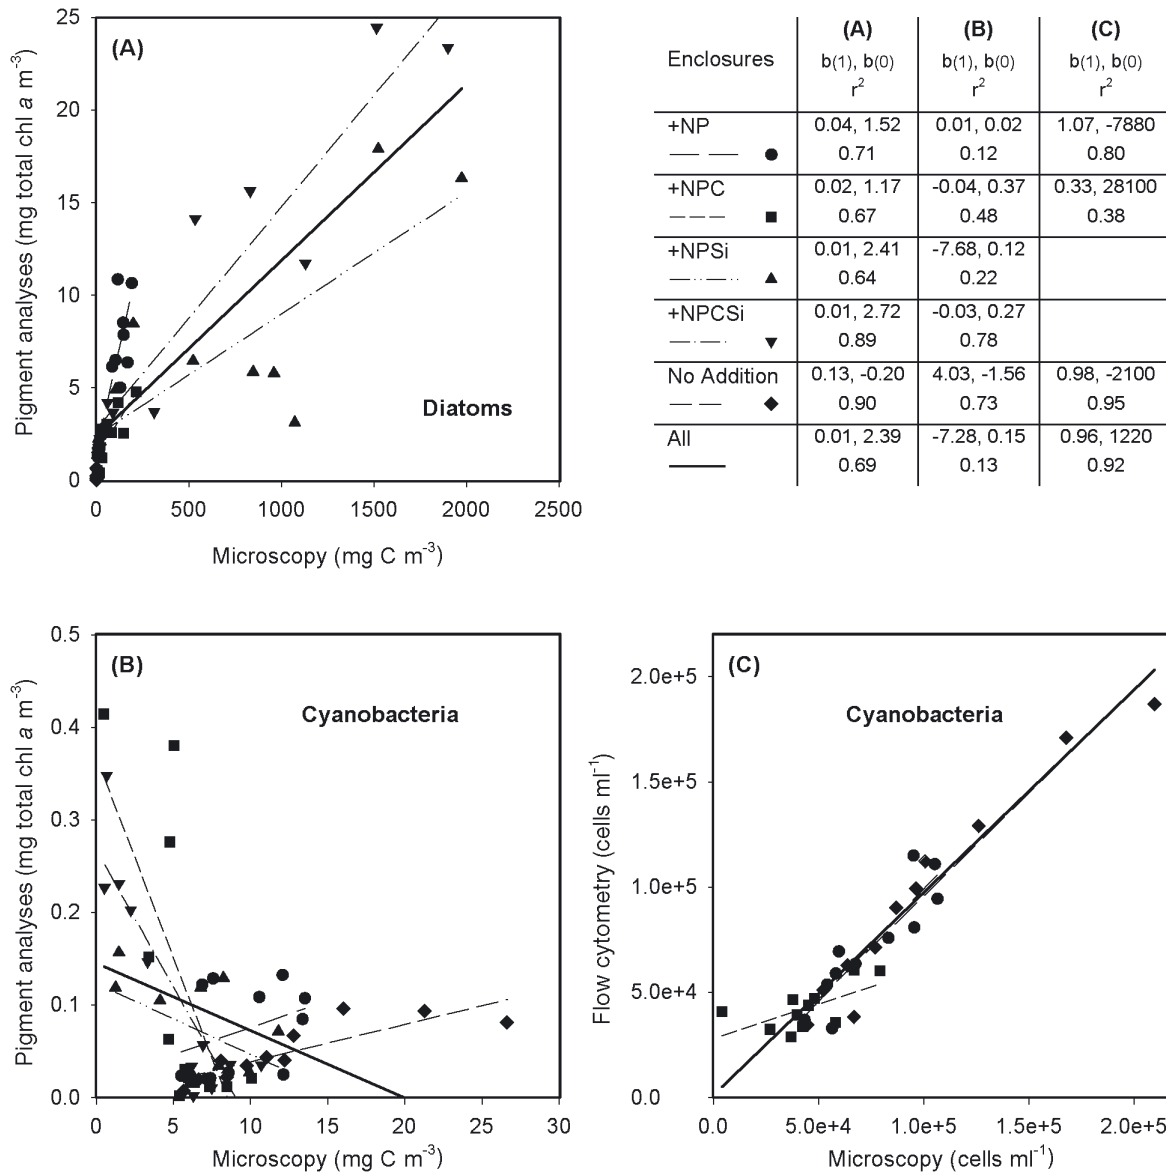 (A)
Pigment analyses (mg total chl a m⁻³)
25
20
15
10
5
0
Diatoms
0 500 1000 1500 2000 2500
Microscopy (mg C m⁻³)
(A) (B) (C)
Enclosures b(1), b(0) b(1), b(0) b(1), b(0)
r² r² r²
+NP 0.04, 1.52 0.01, 0.02 1.07, -7880
0.71 0.12 0.80
+NPC 0.02, 1.17 -0.04, 0.37 0.33, 28100
0.67 0.48 0.38
+NPSi 0.01, 2.41 -7.68, 0.12
0.64 0.22
+NPCSi 0.01, 2.72 -0.03, 0.27
0.89 0.78
No Addition 0.13, -0.20 4.03, -1.56 0.98, -2100
0.90 0.73 0.95
All 0.01, 2.39 -7.28, 0.15 0.96, 1220
0.69 0.13 0.92
(B)
Cyanobacteria
Pigment analyses (mg total chl a m⁻³)
0.5
0.4
0.3
0.2
0.1
0.0
0 5 10 15 20 25 30
Microscopy (mg C m⁻³)
(C)
Cyanobacteria
Flow cytometry (cells ml⁻¹)
2.0e+5
1.5e+5
1.0e+5
5.0e+4
0.0
0.0 5.0e+4 1.0e+5 1.5e+5 2.0e+5
Microscopy (cells ml⁻¹)